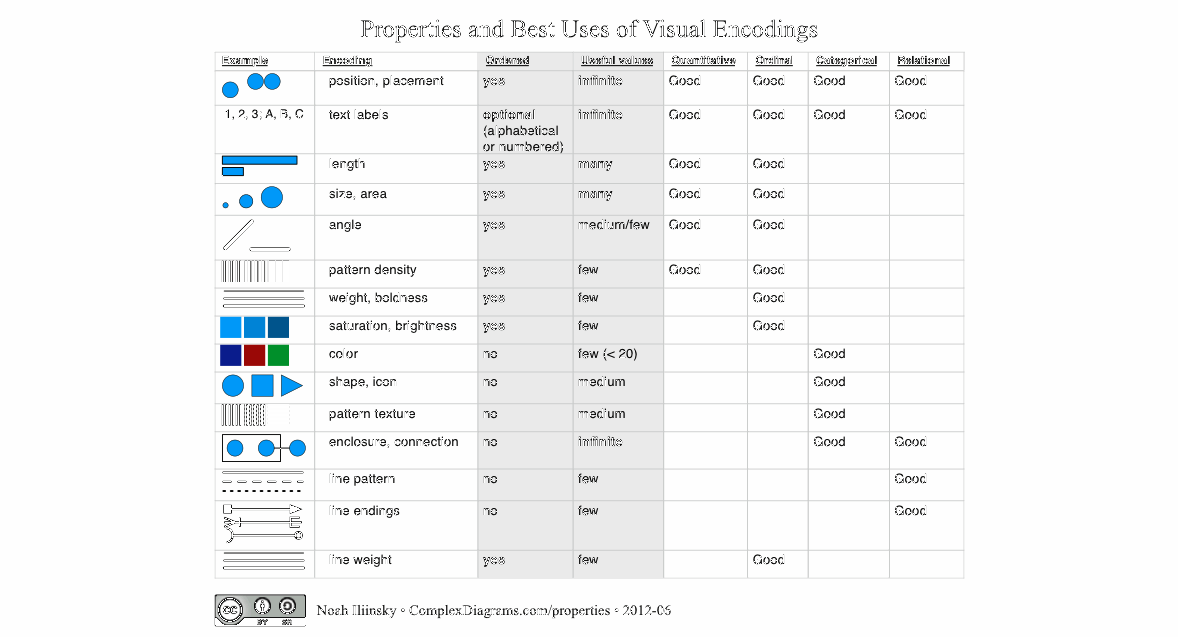 Properties and Best Uses of Visual Encodings
Example Encoding Ordered Useful values Quantitative Ordinal Categorical Relational
position, placement yes infinite Good Good Good Good
1, 2, 3; A, B, C text labels optional (alphabetical or numbered) infinite Good Good Good Good
length yes many Good Good
size, area yes many Good Good
angle yes medium/few Good Good
pattern density yes few Good Good
weight, boldness yes few Good
saturation, brightness yes few Good
color no few (< 20) Good
shape, icon no medium Good
pattern texture no medium Good
enclosure, connection no infinite Good Good
line pattern no few Good
line endings no few Good
line weight yes few Good
cc BY SA Noah Iliinsky • ComplexDiagrams.com/properties • 2012-06